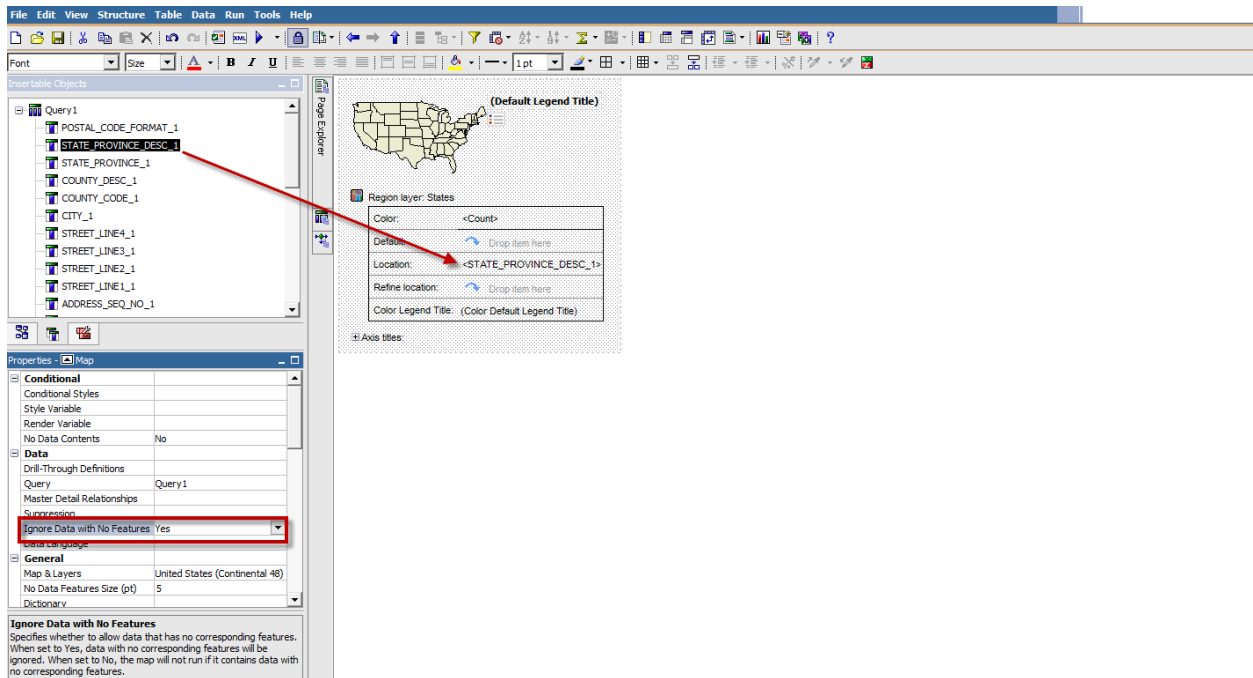 File Edit View Structure Table Data Run Tools Help
Font Size A B I U 1 pt
Insertable Objects
Query1
POSTAL_CODE_FORMAT_1
STATE_PROVINCE_DESC_1
STATE_PROVINCE_1
COUNTY_DESC_1
COUNTY_CODE_1
CITY_1
STREET_LINE4_1
STREET_LINE3_1
STREET_LINE2_1
STREET_LINE1_1
ADDRESS_SEQ_NO_1
Page Explorer
(Default Legend Title)
Region layer: States
Color: <Count>
Default: Drop item here
Location: <STATE_PROVINCE_DESC_1>
Refine location: Drop item here
Color Legend Title: (Color Default Legend Title)
Axis titles:
Properties - Map
Conditional
Conditional Styles
Style Variable
Render Variable
No Data Contents No
Data
Drill-Through Definitions
Query Query1
Master Detail Relationships
Suppression
Ignore Data with No Features Yes
Data Language
General
Map & Layers United States (Continental 48)
No Data Features Size (pt) 5
Dictionary
Ignore Data with No Features
Specifies whether to allow data that has no corresponding features.
When set to Yes, data with no corresponding features will be
ignored. When set to No, the map will not run if it contains data with
no corresponding features.